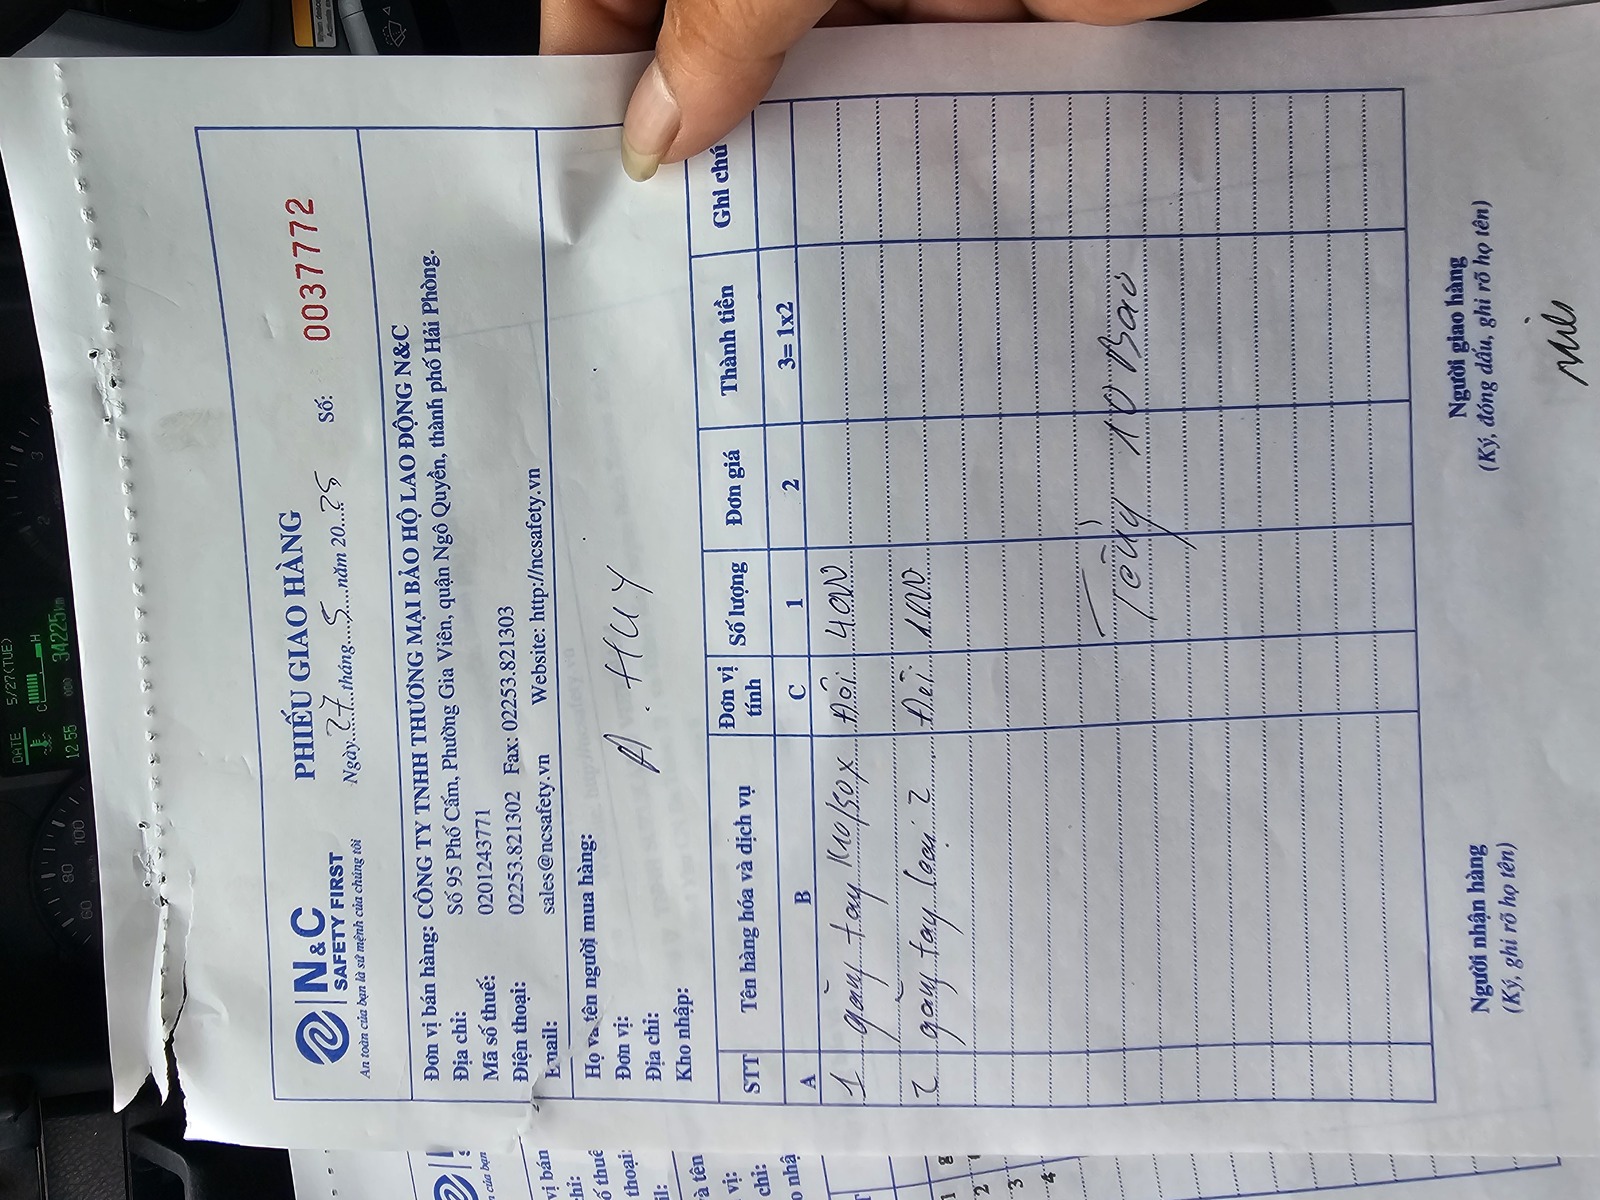 N&C
SAFETY FIRST
An toàn của bạn là sứ mệnh của chúng tôi
PHIẾU GIAO HÀNG
Ngày 27 tháng 5 năm 2025 Số: 0037772
Đơn vị bán hàng: CÔNG TY TNHH THƯƠNG MẠI BẢO HỘ LAO ĐỘNG N&C
Địa chỉ: Số 95 Phố Cấm, Phường Gia Viên, quận Ngô Quyền, thành phố Hải Phòng.
Mã số thuế: 0201243771
Điện thoại: 02253.821302 Fax: 02253.821303
Email: sales@ncsafety.vn Website: http://ncsafety.vn
Họ và tên người mua hàng: A. HUY
Đơn vị:
Địa chỉ:
Kho nhập:
STT Tên hàng hóa và dịch vụ Đơn vị tính Số lượng Đơn giá Thành tiền Ghi chú
A B C 1 2 3= 1x2
1 găng tay Đôi
2 găng tay loại 2 Đôi
Tổng 10 Bao
Người nhận hàng Người giao hàng
(Ký, ghi rõ họ tên) (Ký, đóng dấu, ghi rõ họ tên)
DATE 5/27(TUE)
C H
12:55 34225km